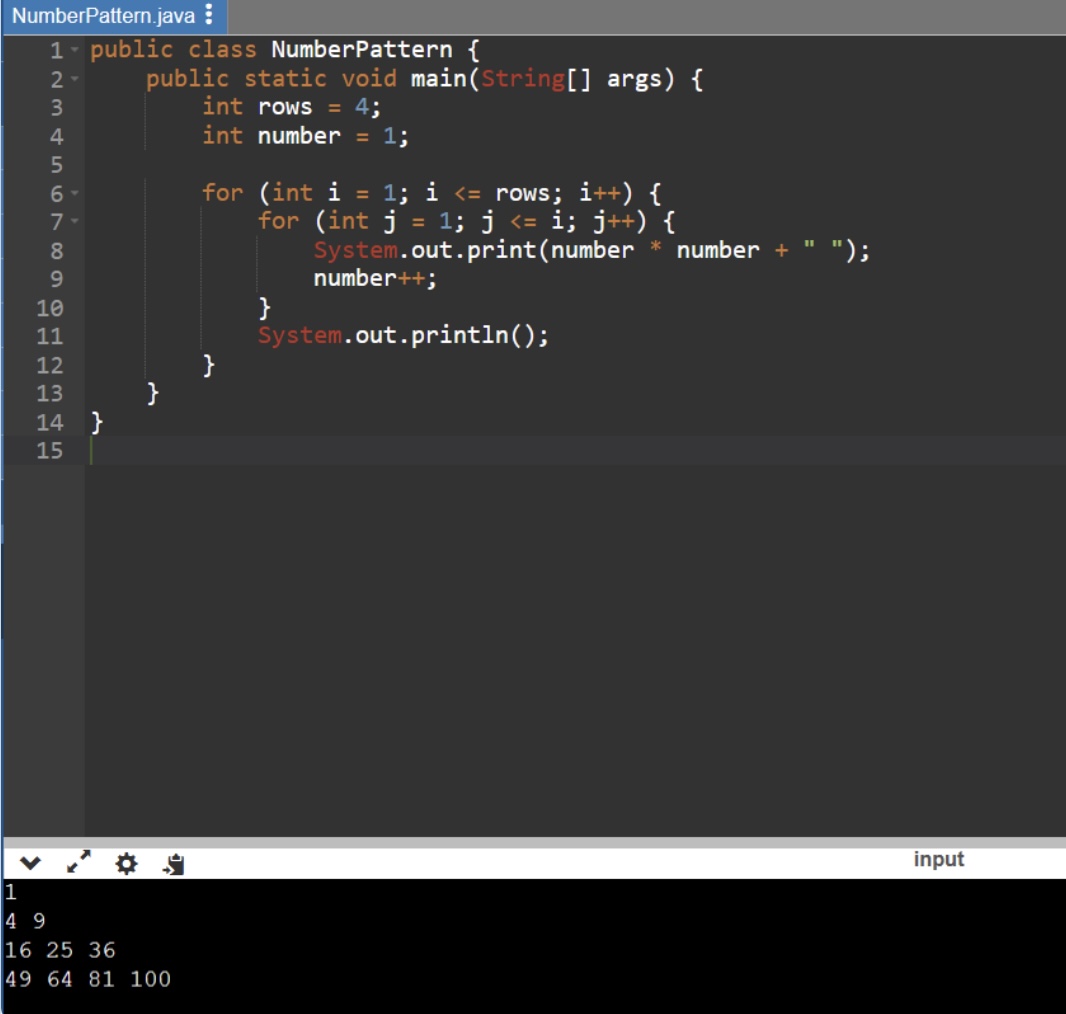 NumberPattern.java
1 public class NumberPattern {
2     public static void main(String[] args) {
3         int rows = 4;
4         int number = 1;
5
6         for (int i = 1; i <= rows; i++) {
7             for (int j = 1; j <= i; j++) {
8                 System.out.print(number * number + " ");
9                 number++;
10             }
11             System.out.println();
12         }
13     }
14 }
15
input
1
4 9
16 25 36
49 64 81 100